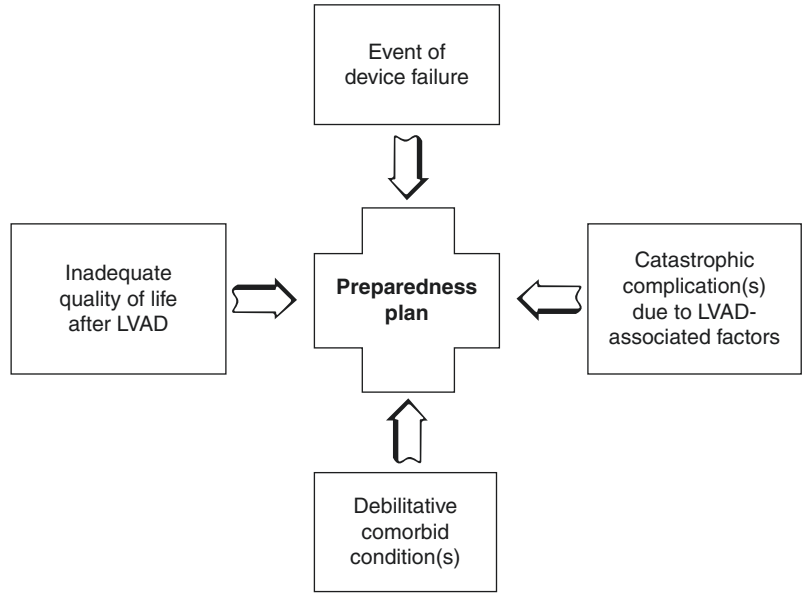 Event of
device failure
Inadequate
quality of life
after LVAD
Preparedness
plan
Catastrophic
complication(s)
due to LVAD-
associated factors
Debilitative
comorbid
condition(s)